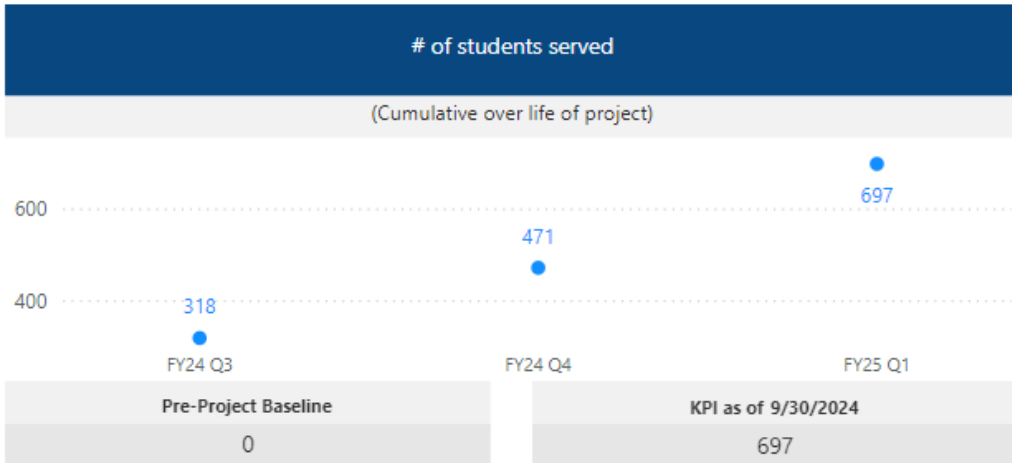 # of students served
(Cumulative over life of project)
697
600
471
400
318
FY24 Q3 FY24 Q4 FY25 Q1
Pre-Project Baseline KPI as of 9/30/2024
0 697